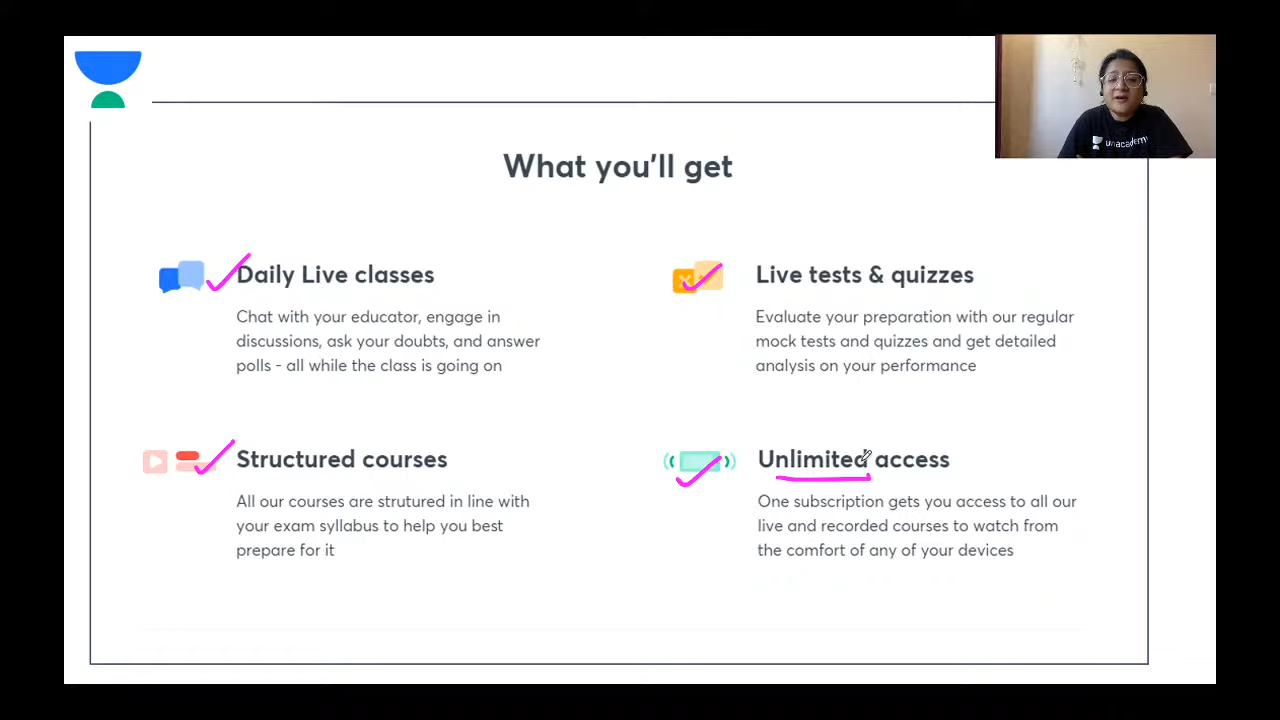 What you'll get
Daily Live classes
Chat with your educator, engage in
discussions, ask your doubts, and answer
polls - all while the class is going on
Live tests & quizzes
Evaluate your preparation with our regular
mock tests and quizzes and get detailed
analysis on your performance
Structured courses
All our courses are strutured in line with
your exam syllabus to help you best
prepare for it
Unlimited access
One subscription gets you access to all our
live and recorded courses to watch from
the comfort of any of your devices
unacademy